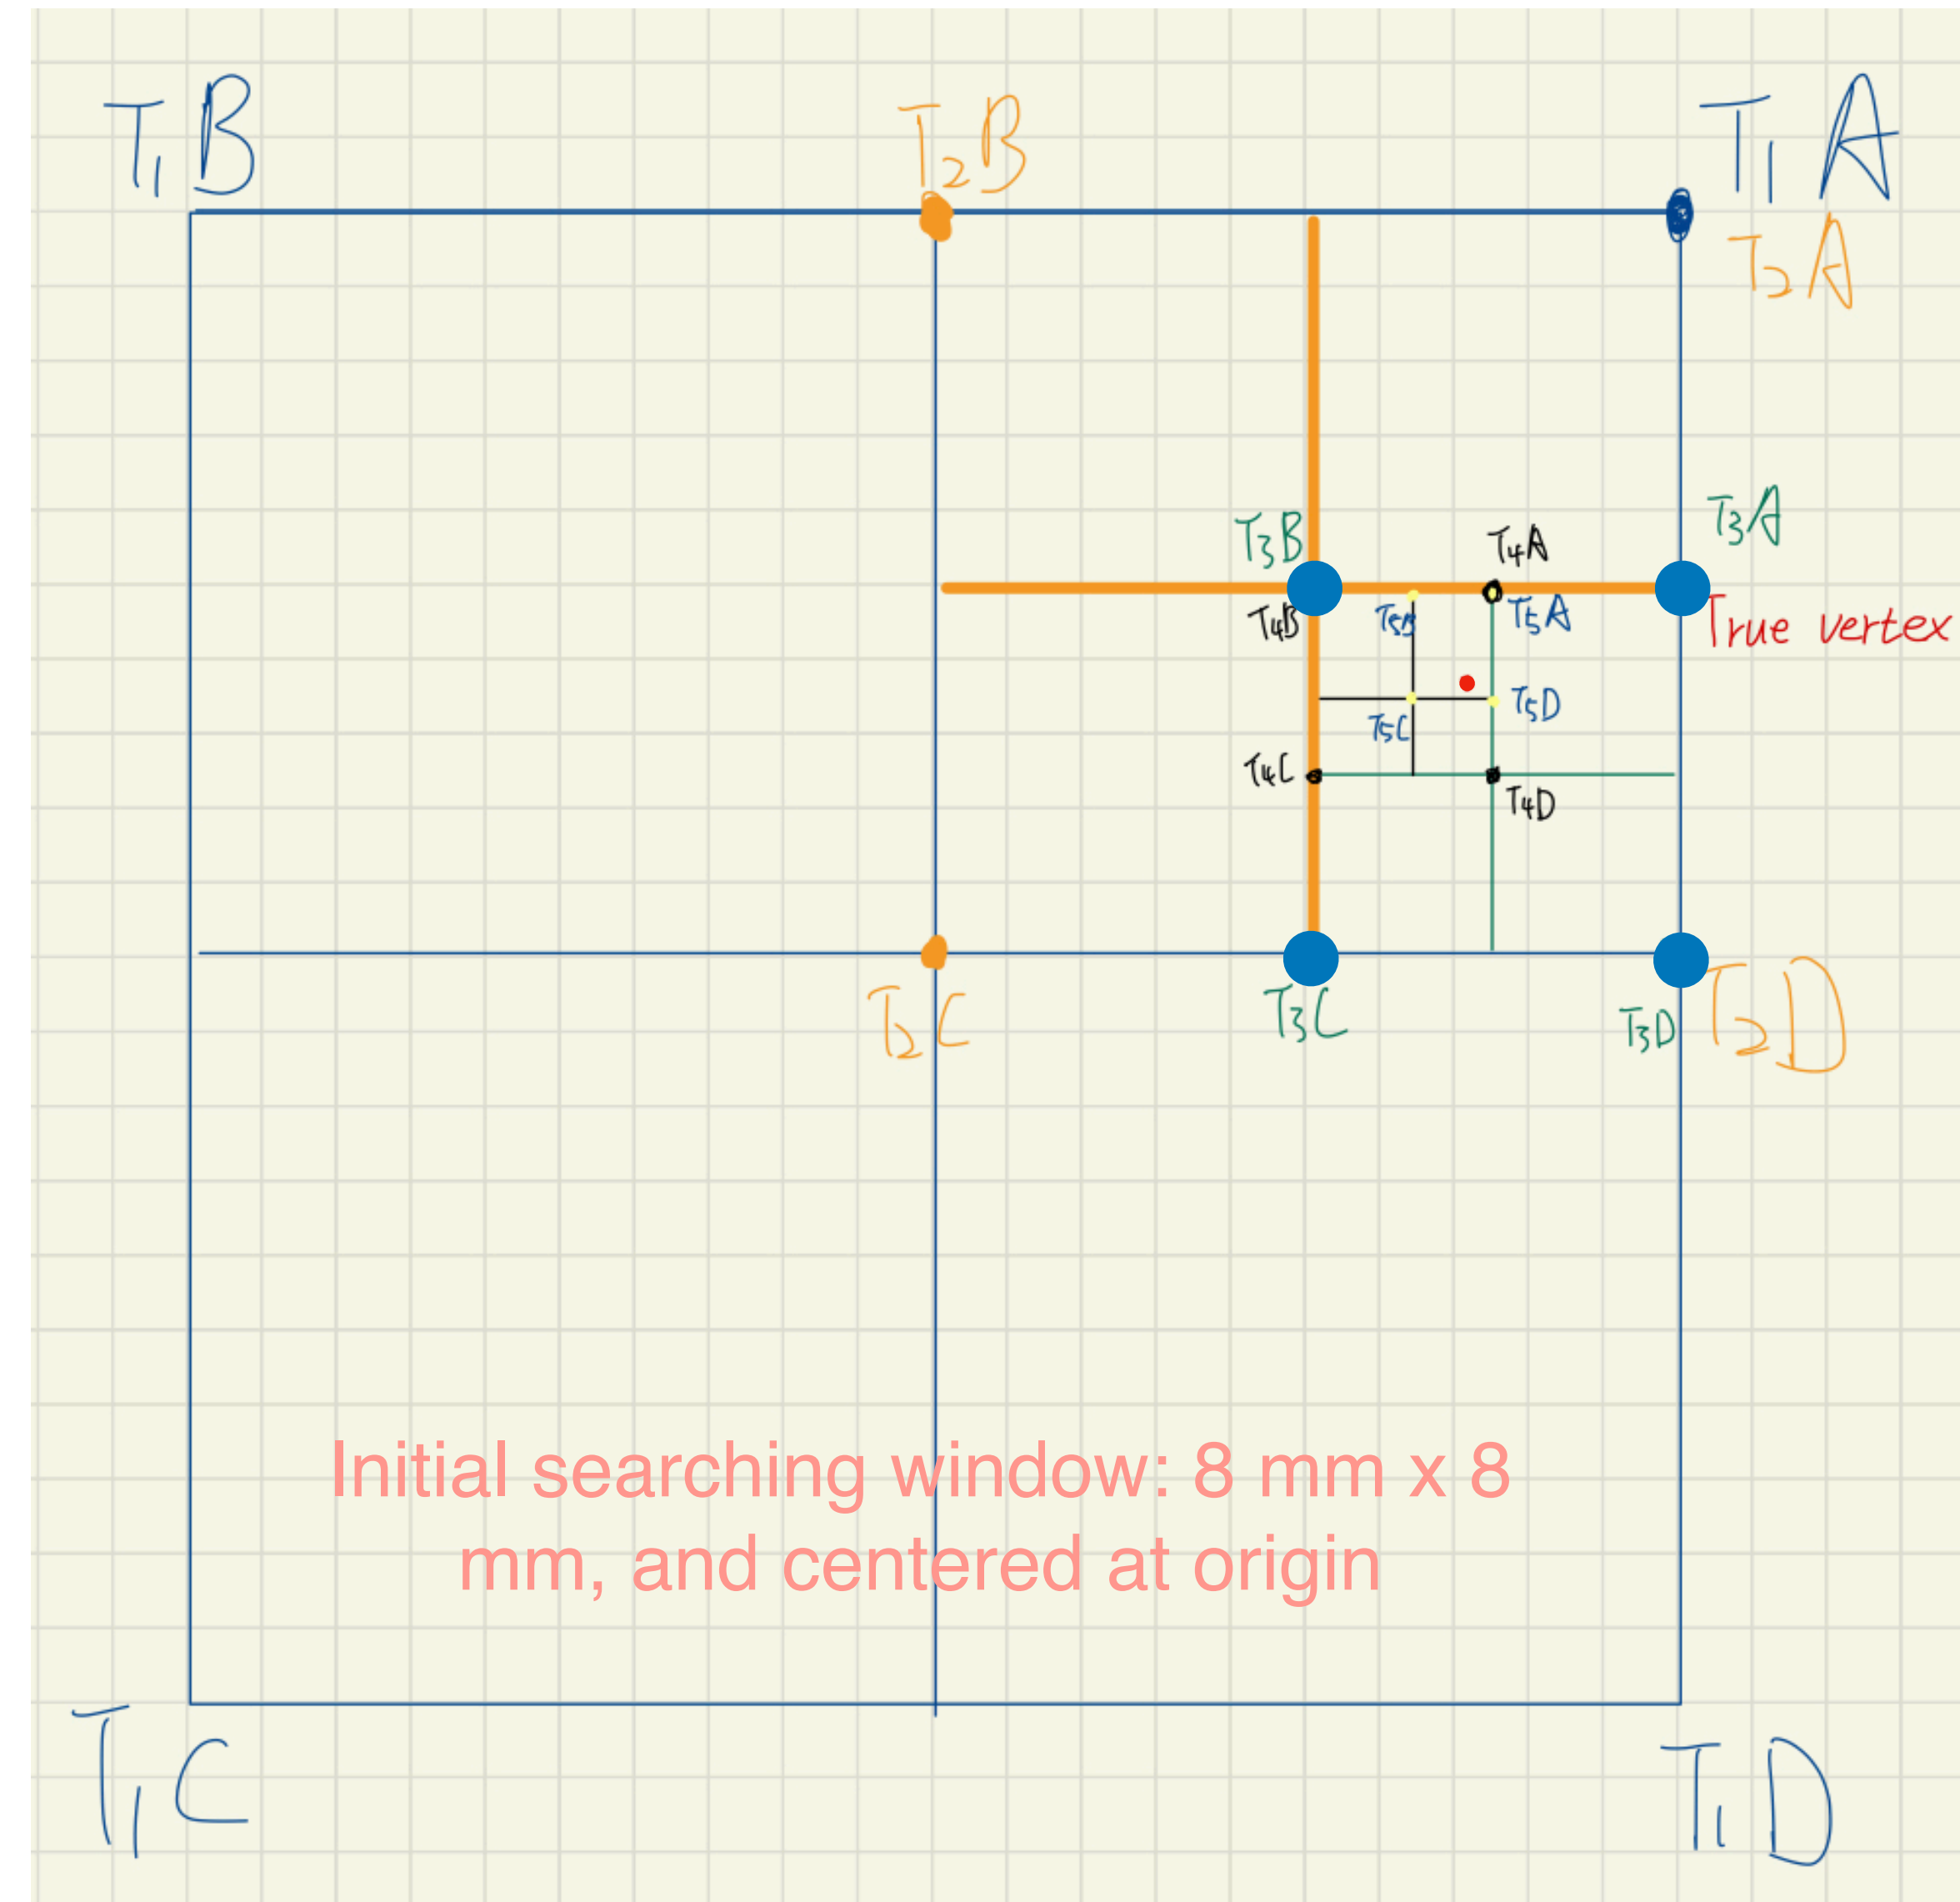 T₁B
T₂B
T₁A
T₂A
T₃B
T₄A
T₃A
T₄B
T₅B
T₅A
True vertex
T₅D
T₅C
T₄C
T₄D
T₂C
T₃C
T₃D
T₂D
Initial searching window: 8 mm x 8
mm, and centered at origin
T₁C
T₁D